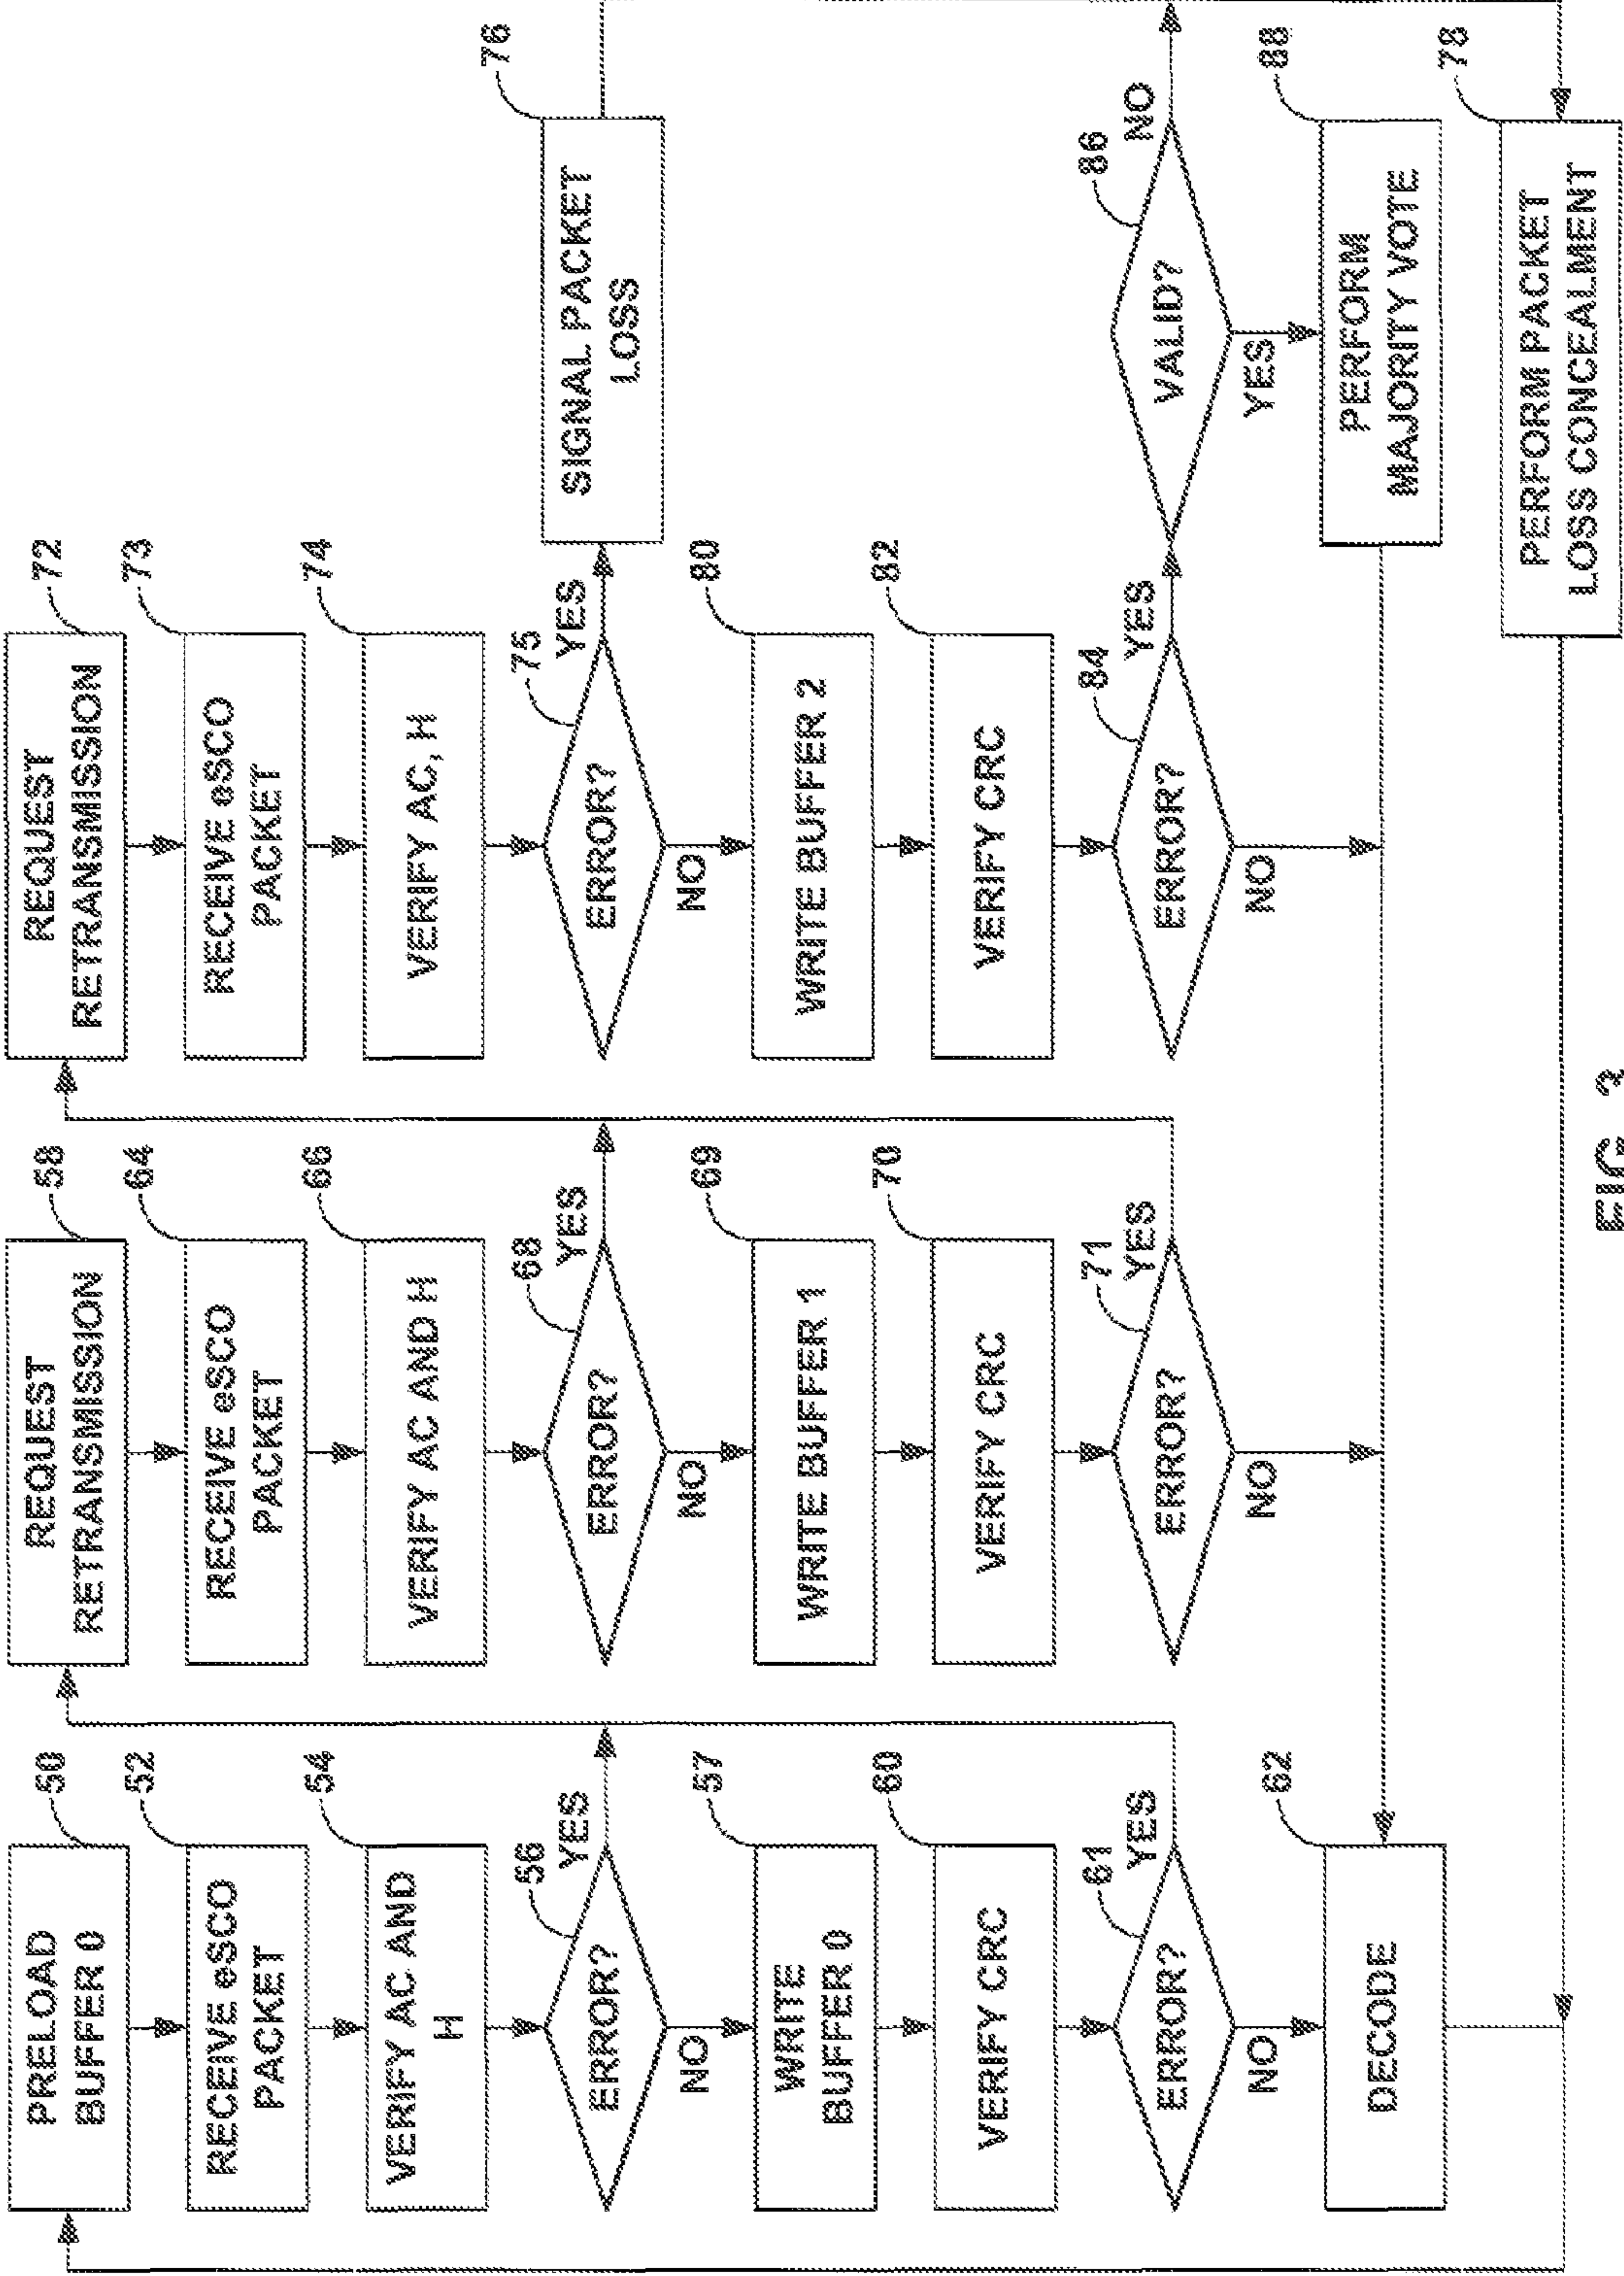 PRELOAD
BUFFER 0
50
RECEIVE eSCO
PACKET
52
VERIFY AC AND
H
54
ERROR?
56
YES
NO
WRITE
BUFFER 0
57
VERIFY CRC
60
ERROR?
61
YES
NO
DECODE
62
REQUEST
RETRANSMISSION
58
RECEIVE eSCO
PACKET
64
VERIFY AC AND H
66
ERROR?
68
YES
NO
WRITE BUFFER 1
69
VERIFY CRC
70
ERROR?
71
YES
NO
REQUEST
RETRANSMISSION
72
RECEIVE eSCO
PACKET
73
VERIFY AC, H
74
ERROR?
75
YES
NO
WRITE BUFFER 2
80
VERIFY CRC
82
ERROR?
84
YES
NO
SIGNAL PACKET
LOSS
76
VALID?
86
NO
YES
PERFORM
MAJORITY VOTE
88
PERFORM PACKET
LOSS CONCEALMENT
78
FIG. 3